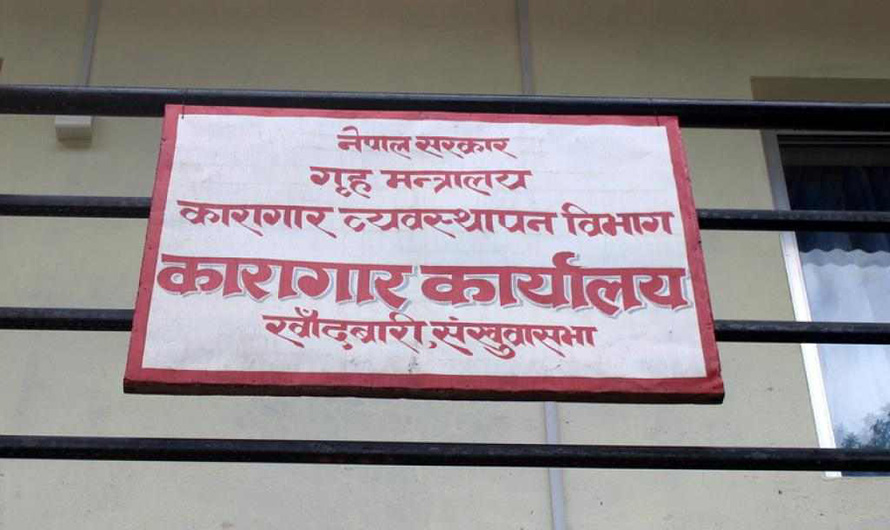 नेपाल सरकार
गृह मन्त्रालय
कारागार व्यवस्थापन विभाग
कारागार कार्यालय
खाँदबारी, संखुवासभा